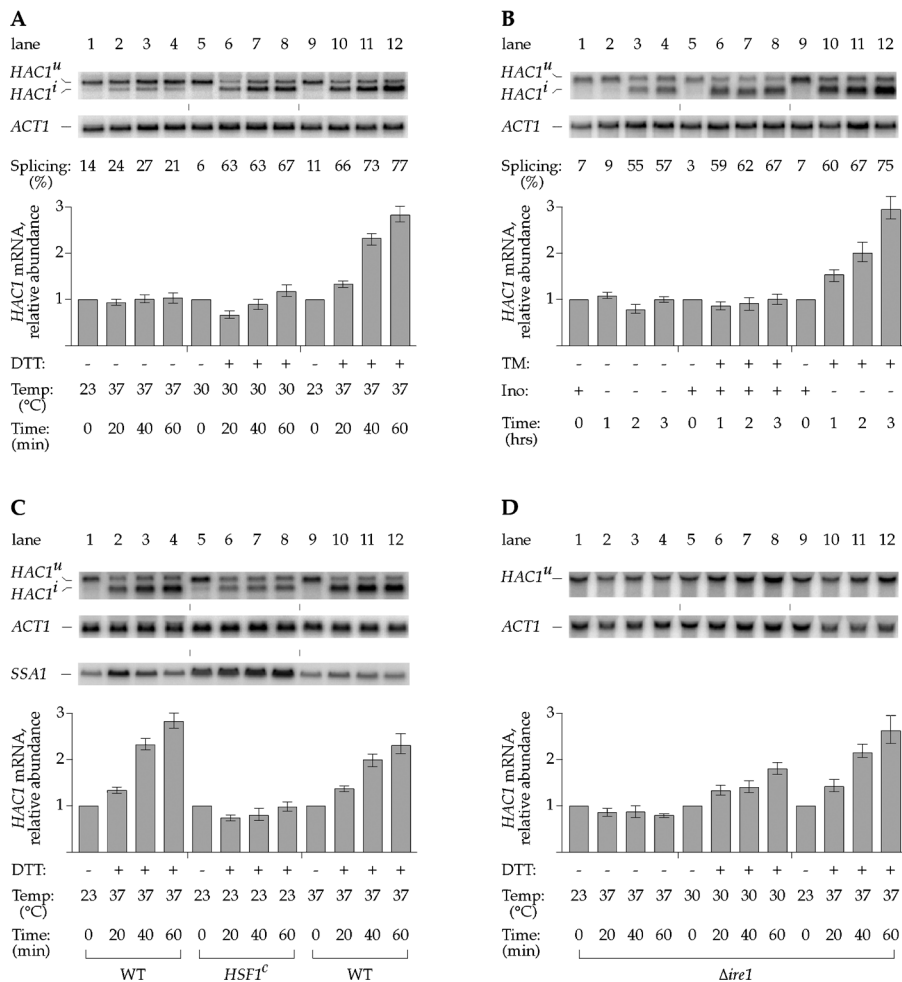 A
lane 1 2 3 4 5 6 7 8 9 10 11 12
HAC1u
HAC1i
ACT1
Splicing: 14 24 27 21 6 63 63 67 11 66 73 77
(%)
HAC1 mRNA,
relative abundance
3
2
1
DTT: - - - - - + + + - + + +
Temp: 23 37 37 37 30 30 30 30 23 37 37 37
(°C)
Time: 0 20 40 60 0 20 40 60 0 20 40 60
(min)
B
lane 1 2 3 4 5 6 7 8 9 10 11 12
HAC1u
HAC1i
ACT1
Splicing: 7 9 55 57 3 59 62 67 7 60 67 75
(%)
HAC1 mRNA,
relative abundance
3
2
1
TM: - - - - - + + + - + + +
Ino: + - - - + + + + + - - -
Time: 0 1 2 3 0 1 2 3 0 1 2 3
(hrs)
C
lane 1 2 3 4 5 6 7 8 9 10 11 12
HAC1u
HAC1i
ACT1
SSA1
HAC1 mRNA,
relative abundance
3
2
1
DTT: - + + + - + + + - + + +
Temp: 23 37 37 37 23 23 23 23 37 37 37 37
(°C)
Time: 0 20 40 60 0 20 40 60 0 20 40 60
(min)
WT HSF1c WT
D
lane 1 2 3 4 5 6 7 8 9 10 11 12
HAC1u
ACT1
HAC1 mRNA,
relative abundance
3
2
1
DTT: - - - - - + + + - + + +
Temp: 23 37 37 37 30 30 30 30 23 37 37 37
(°C)
Time: 0 20 40 60 0 20 40 60 0 20 40 60
(min)
Δire1